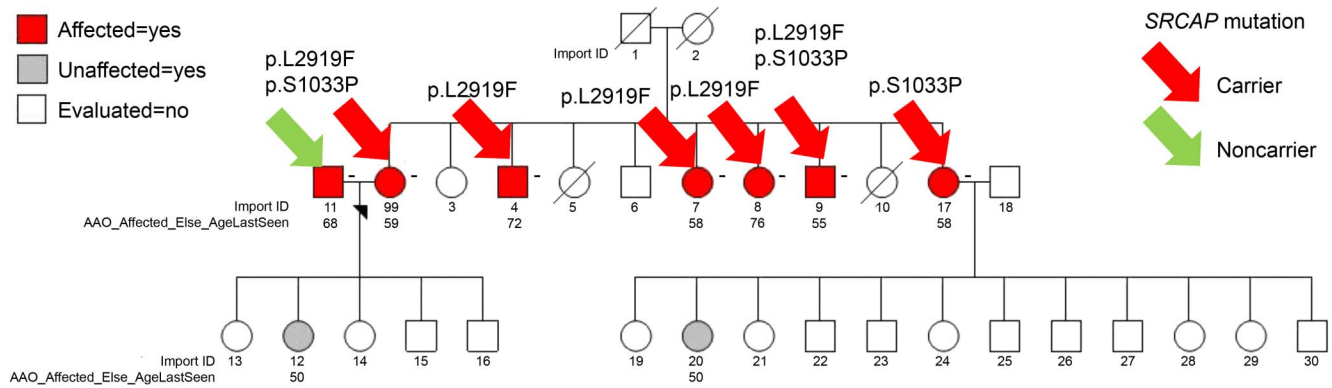 Affected=yes
Unaffected=yes
Evaluated=no
SRCAP mutation
Carrier
Noncarrier
Import ID 1 2
p.L2919F
p.S1033P
p.L2919F
p.L2919F
p.L2919F
p.L2919F
p.S1033P
p.S1033P
- - - - - - -
Import ID 11 99 3 4 5 6 7 8 9 10 17 18
AAO_Affected_Else_AgeLastSeen 68 59 72 58 76 55 58
Import ID 13 12 14 15 16 19 20 21 22 23 24 25 26 27 28 29 30
AAO_Affected_Else_AgeLastSeen 50 50